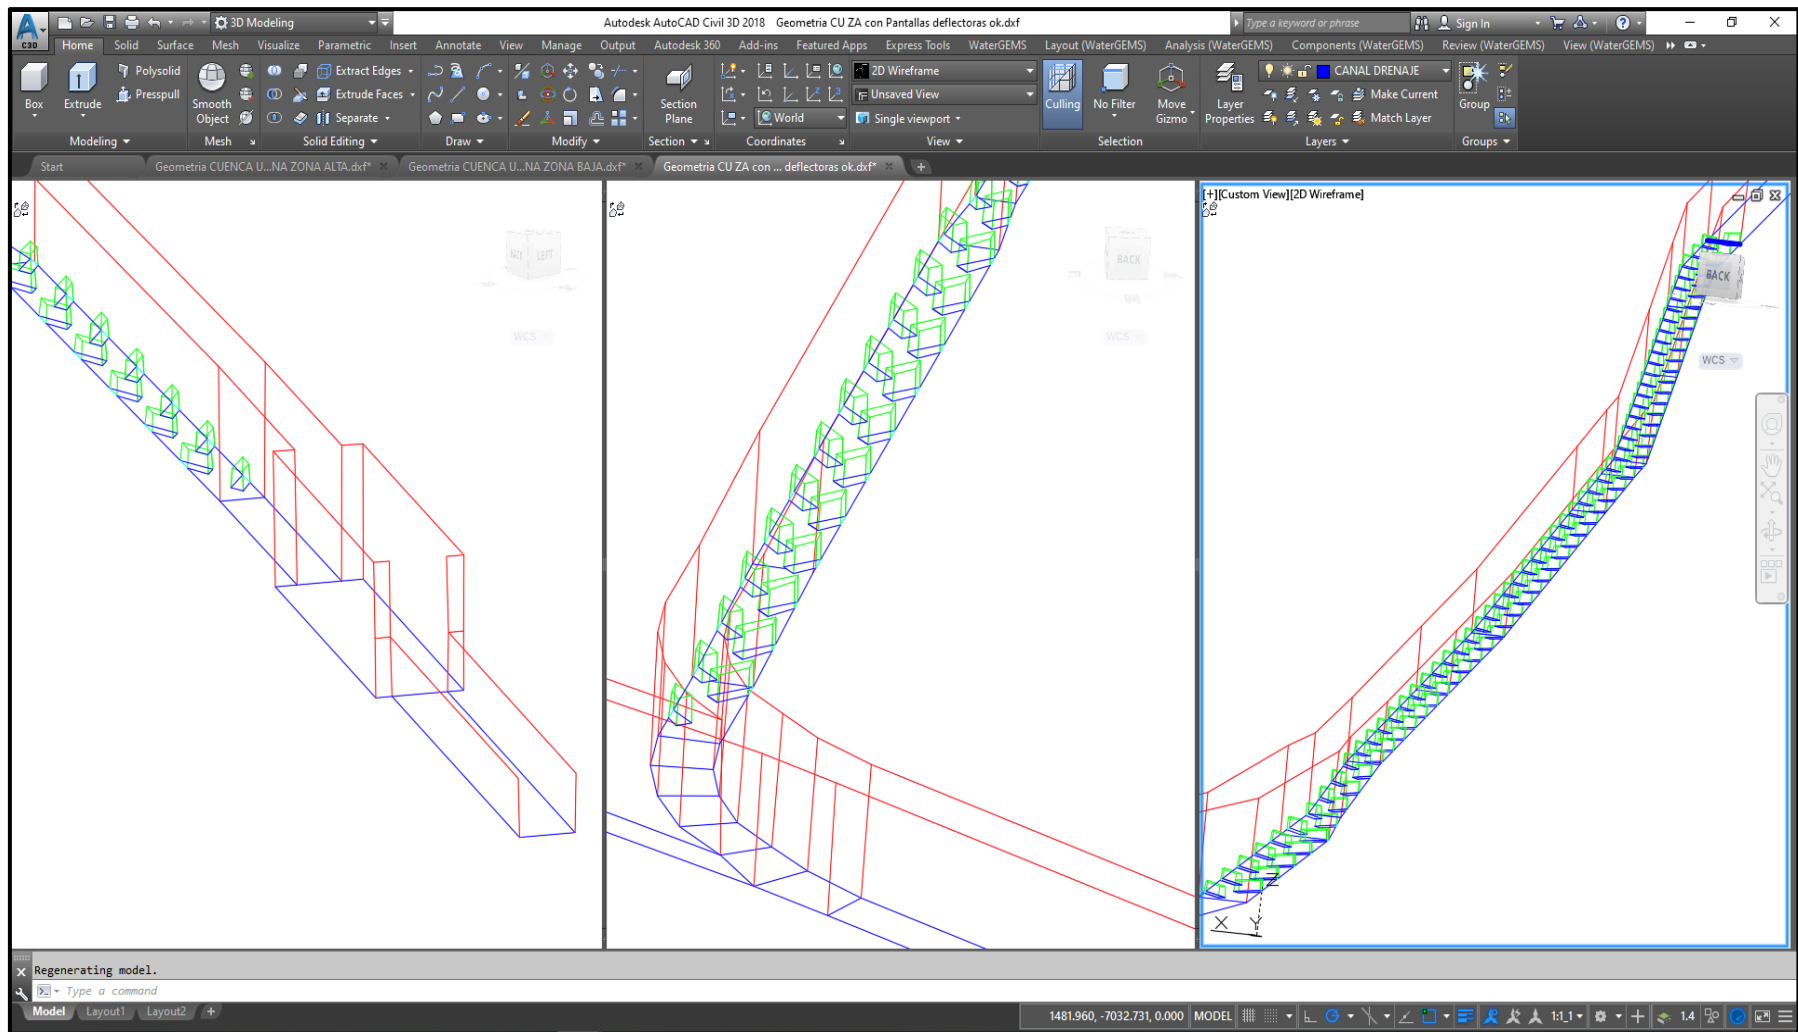 3D Modeling
Autodesk AutoCAD Civil 3D 2018 Geometria CU ZA con Pantallas deflectoras ok.dxf
Type a keyword or phrase
Sign In
C3D
Home Solid Surface Mesh Visualize Parametric Insert Annotate View Manage Output Autodesk 360 Add-ins Featured Apps Express Tools WaterGEMS Layout (WaterGEMS) Analysis (WaterGEMS) Components (WaterGEMS) Review (WaterGEMS) View (WaterGEMS)
Box
Extrude
Polysolid
Presspull
Smooth Object
Extract Edges
Extrude Faces
Separate
Section Plane
World
2D Wireframe
Unsaved View
Single viewport
Culling
No Filter
Move Gizmo
Layer Properties
CANAL DRENAJE
Make Current
Match Layer
Group
Modeling Mesh Solid Editing Draw Modify Section Coordinates View Selection Layers Groups
Start Geometria CUENCA U...NA ZONA ALTA.dxf* Geometria CUENCA U...NA ZONA BAJA.dxf* Geometria CU ZA con ... deflectoras ok.dxf*
[+][Custom View][2D Wireframe]
LEFT
WCS
BACK
WCS
BACK
WCS
X
Y
N
Regenerating model.
Type a command
Model Layout1 Layout2
1481.960, -7032.731, 0.000 MODEL 1:1_1 1.4